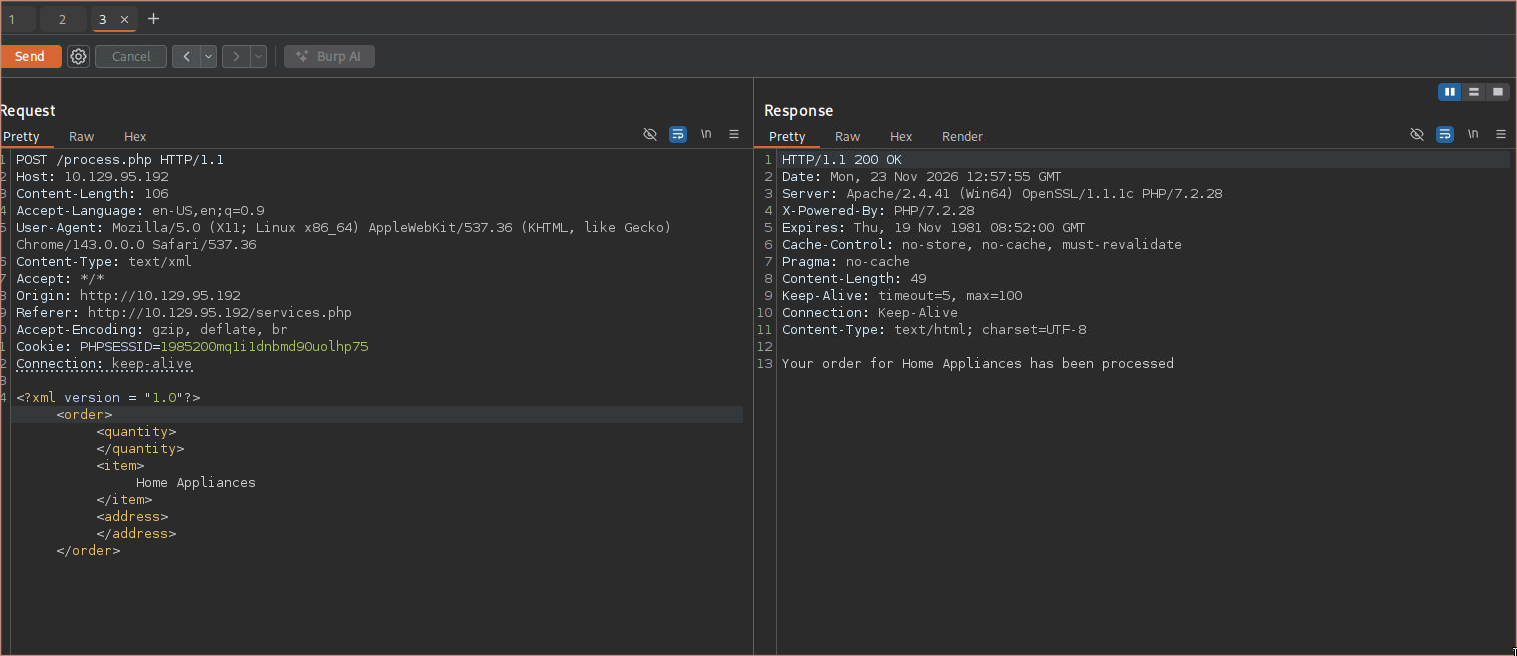 1 2 3 × +
Send Cancel < > Burp AI
Request
Pretty Raw Hex \n
1 POST /process.php HTTP/1.1
2 Host: 10.129.95.192
3 Content-Length: 106
4 Accept-Language: en-US,en;q=0.9
5 User-Agent: Mozilla/5.0 (X11; Linux x86_64) AppleWebKit/537.36 (KHTML, like Gecko)
Chrome/143.0.0.0 Safari/537.36
6 Content-Type: text/xml
7 Accept: */*
8 Origin: http://10.129.95.192
9 Referer: http://10.129.95.192/services.php
0 Accept-Encoding: gzip, deflate, br
1 Cookie: PHPSESSID=1985200mq1i1dnbmd90uolhp75
2 Connection: keep-alive
3
4 <?xml version = "1.0"?>
<order>
<quantity>
</quantity>
<item>
Home Appliances
</item>
<address>
</address>
</order>
Response
Pretty Raw Hex Render \n
1 HTTP/1.1 200 OK
2 Date: Mon, 23 Nov 2026 12:57:55 GMT
3 Server: Apache/2.4.41 (Win64) OpenSSL/1.1.1c PHP/7.2.28
4 X-Powered-By: PHP/7.2.28
5 Expires: Thu, 19 Nov 1981 08:52:00 GMT
6 Cache-Control: no-store, no-cache, must-revalidate
7 Pragma: no-cache
8 Content-Length: 49
9 Keep-Alive: timeout=5, max=100
10 Connection: Keep-Alive
11 Content-Type: text/html; charset=UTF-8
12
13 Your order for Home Appliances has been processed